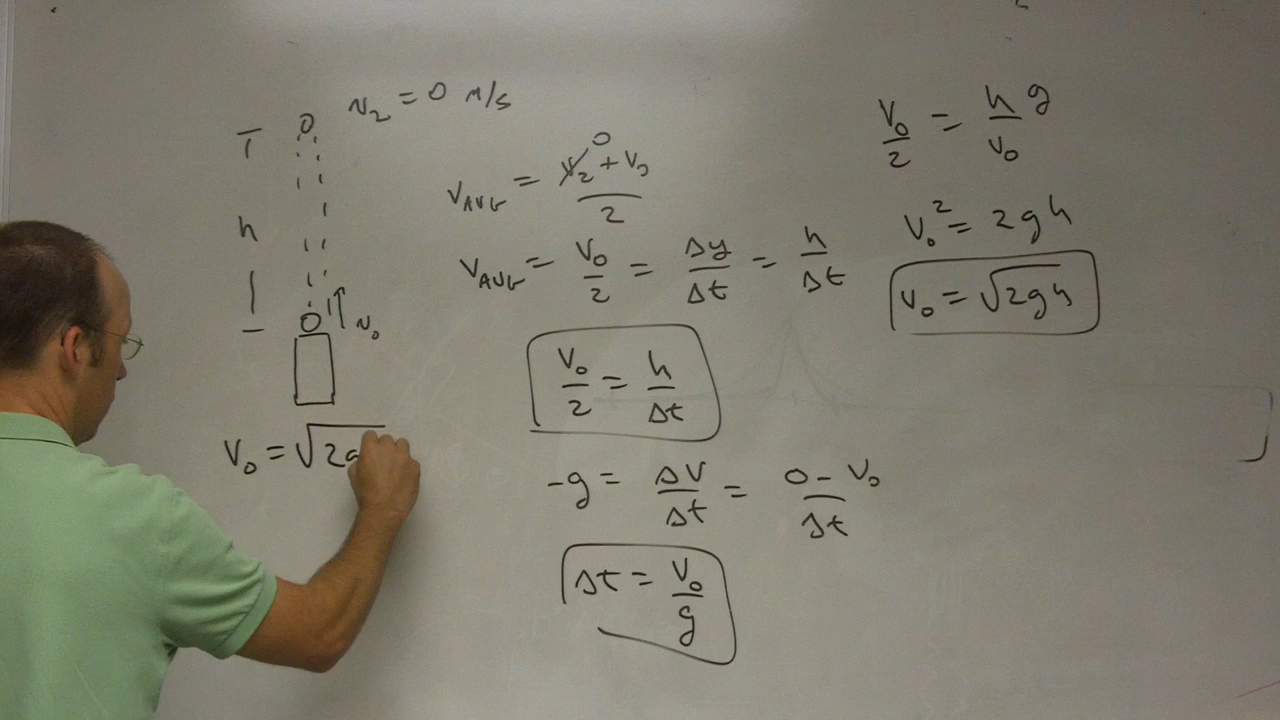 v₂ = 0 m/s
h
v₀
v₀ = √2g
v_AVG = (v₂ + v₀)/2
0
v_AVG = v₀/2 = Δy/Δt = h/Δt
v₀/2 = h/Δt
-g = Δv/Δt = (0 - v₀)/Δt
Δt = v₀/g
v₀/2 = hg/v₀
v₀² = 2gh
v₀ = √2gh